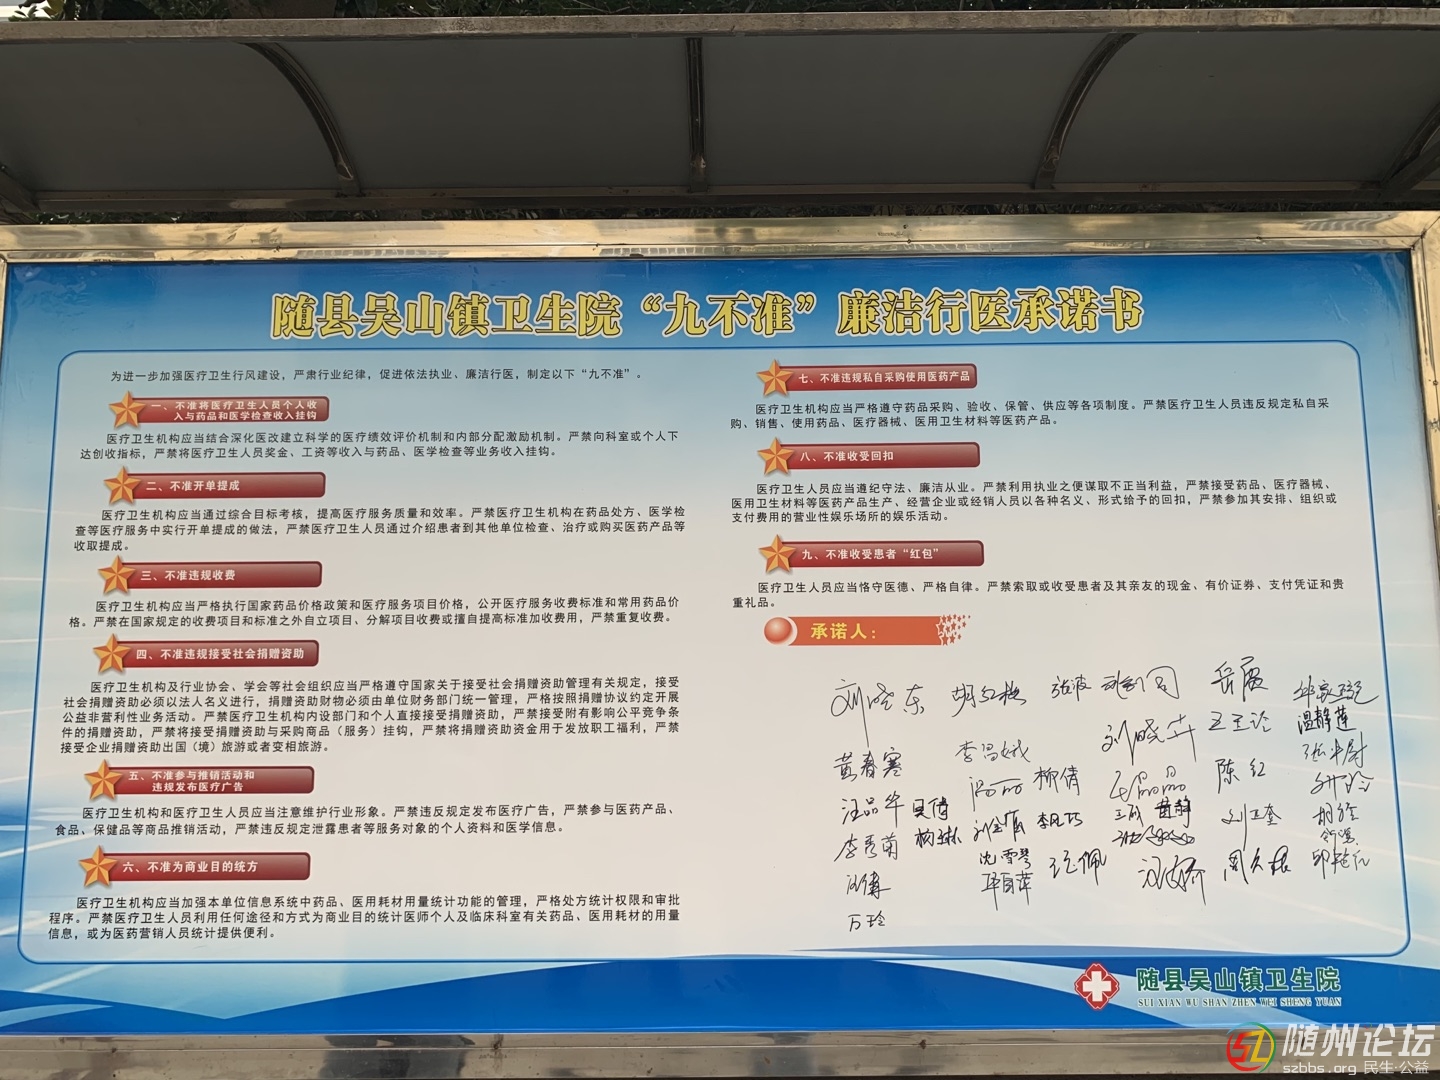 随县吴山镇卫生院“九不准”廉洁行医承诺书
为进一步加强医疗卫生行风建设，严肃行业纪律，促进依法执业、廉洁行医，制定以下“九不准”。
一、不准将医疗卫生人员个人收
入与药品和医学检查收入挂钩
医疗卫生机构应当结合深化医改建立科学的医疗绩效评价机制和内部分配激励机制。严禁向科室或个人下
达创收指标，严禁将医疗卫生人员奖金、工资等收入与药品、医学检查等业务收入挂钩。
二、不准开单提成
医疗卫生机构应当通过综合目标考核，提高医疗服务质量和效率。严禁医疗卫生机构在药品处方、医学检
查等医疗服务中实行开单提成的做法，严禁医疗卫生人员通过介绍患者到其他单位检查、治疗或购买医药产品等
收取提成。
三、不准违规收费
医疗卫生机构应当严格执行国家药品价格政策和医疗服务项目价格，公开医疗服务收费标准和常用药品价
格。严禁在国家规定的收费项目和标准之外自立项目、分解项目收费或擅自提高标准加收费用，严禁重复收费。
四、不准违规接受社会捐赠资助
医疗卫生机构及行业协会、学会等社会组织应当严格遵守国家关于接受社会捐赠资助管理有关规定，接受
社会捐赠资助必须以法人名义进行，捐赠资助财物必须由单位财务部门统一管理，严格按照捐赠协议约定开展
公益非营利性业务活动。严禁医疗卫生机构内设部门和个人直接接受捐赠资助，严禁接受附有影响公平竞争条
件的捐赠资助，严禁将接受捐赠资助与采购商品（服务）挂钩，严禁将捐赠资助资金用于发放职工福利，严禁
接受企业捐赠资助出国（境）旅游或者变相旅游。
五、不准参与推销活动和
违规发布医疗广告
医疗卫生机构和医疗卫生人员应当注意维护行业形象。严禁违反规定发布医疗广告，严禁参与医药产品、
食品、保健品等商品推销活动，严禁违反规定泄露患者等服务对象的个人资料和医学信息。
六、不准为商业目的统方
医疗卫生机构应当加强本单位信息系统中药品、医用耗材用量统计功能的管理，严格处方统计权限和审批
程序。严禁医疗卫生人员利用任何途径和方式为商业目的统计医师个人及临床科室有关药品、医用耗材的用量
信息，或为医药营销人员统计提供便利。
七、不准违规私自采购使用医药产品
医疗卫生机构应当严格遵守药品采购、验收、保管、供应等各项制度。严禁医疗卫生人员违反规定私自采
购、销售、使用药品、医疗器械、医用卫生材料等医药产品。
八、不准收受回扣
医疗卫生人员应当遵纪守法、廉洁从业。严禁利用执业之便谋取不正当利益，严禁接受药品、医疗器械、
医用卫生材料等医药产品生产、经营企业或经销人员以各种名义、形式给予的回扣，严禁参加其安排、组织或
支付费用的营业性娱乐场所的娱乐活动。
九、不准收受患者“红包”
医疗卫生人员应当恪守医德、严格自律。严禁索取或收受患者及其亲友的现金、有价证券、支付凭证和贵
重礼品。
承诺人：
刘晓东 胡红梅
温静莲
黄春寒 李昌娥 刘晓卉
柳倩 陈红
汪品华
李秀菊
沈雪琴
万玲
随县吴山镇卫生院
SUI XIAN WU SHAN ZHEN WEI SHENG YUAN
随州论坛
szbbs.org 民生·公益